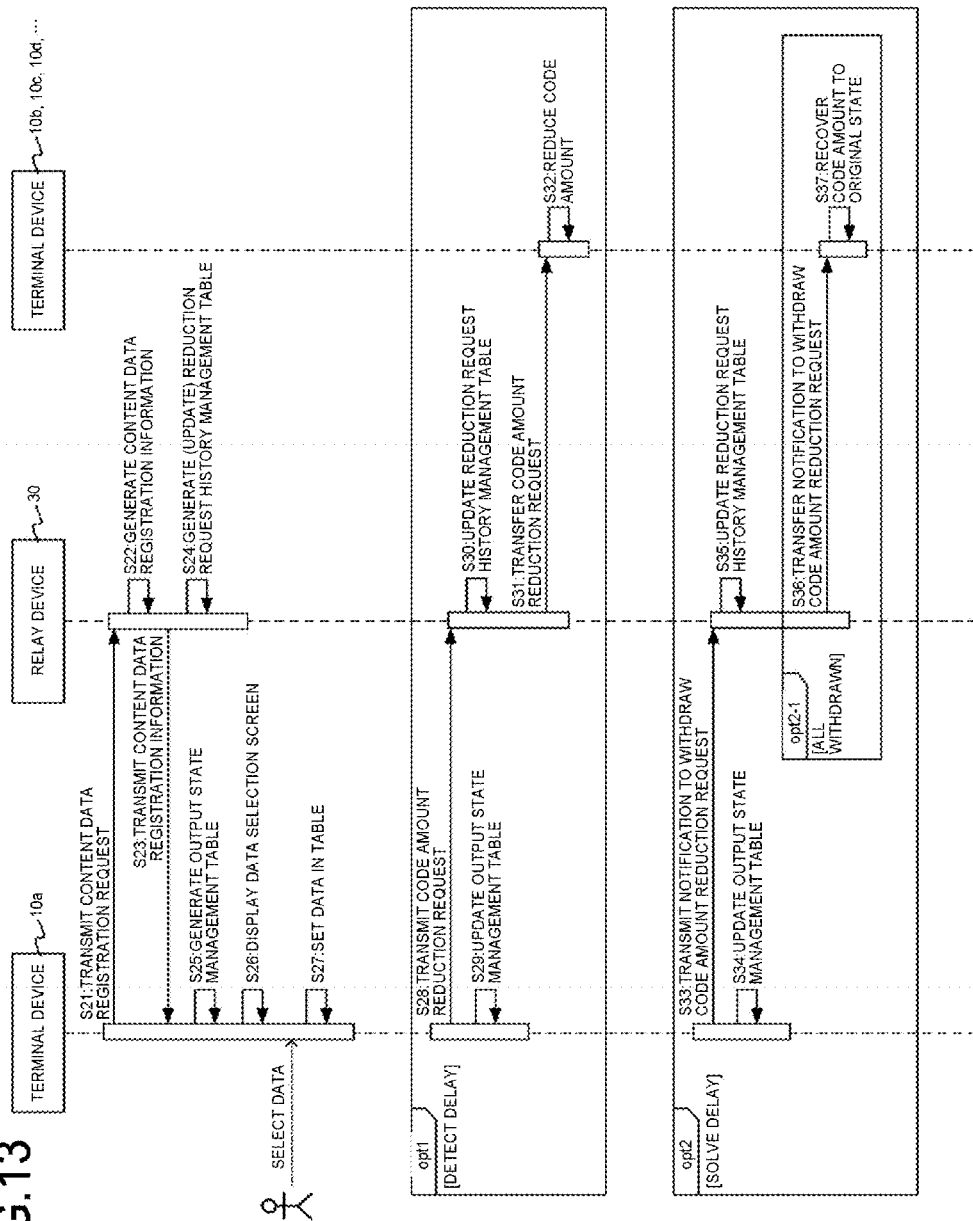 G.13
TERMINAL DEVICE
10a
RELAY DEVICE
30
TERMINAL DEVICE
10b, 10c, 10d, ···
S21:TRANSMIT CONTENT DATA
REGISTRATION REQUEST
S22:GENERATE CONTENT DATA
REGISTRATION INFORMATION
S23:TRANSMIT CONTENT DATA
REGISTRATION INFORMATION
S24:GENERATE (UPDATE) REDUCTION
REQUEST HISTORY MANAGEMENT TABLE
S25:GENERATE OUTPUT STATE
MANAGEMENT TABLE
S26:DISPLAY DATA SELECTION SCREEN
SELECT DATA
S27:SET DATA IN TABLE
opt1
[DETECT DELAY]
S28:TRANSMIT CODE AMOUNT
REDUCTION REQUEST
S29:UPDATE OUTPUT STATE
MANAGEMENT TABLE
S30:UPDATE REDUCTION REQUEST
HISTORY MANAGEMENT TABLE
S31:TRANSFER CODE AMOUNT
REDUCTION REQUEST
S32:REDUCE CODE
AMOUNT
opt2
[SOLVE DELAY]
S33:TRANSMIT NOTIFICATION TO WITHDRAW
CODE AMOUNT REDUCTION REQUEST
S34:UPDATE OUTPUT STATE
MANAGEMENT TABLE
S35:UPDATE REDUCTION REQUEST
HISTORY MANAGEMENT TABLE
opt2-1
[ALL
WITHDRAWN]
S36:TRANSFER NOTIFICATION TO WITHDRAW
CODE AMOUNT REDUCTION REQUEST
S37:RECOVER
CODE AMOUNT TO
ORIGINAL STATE